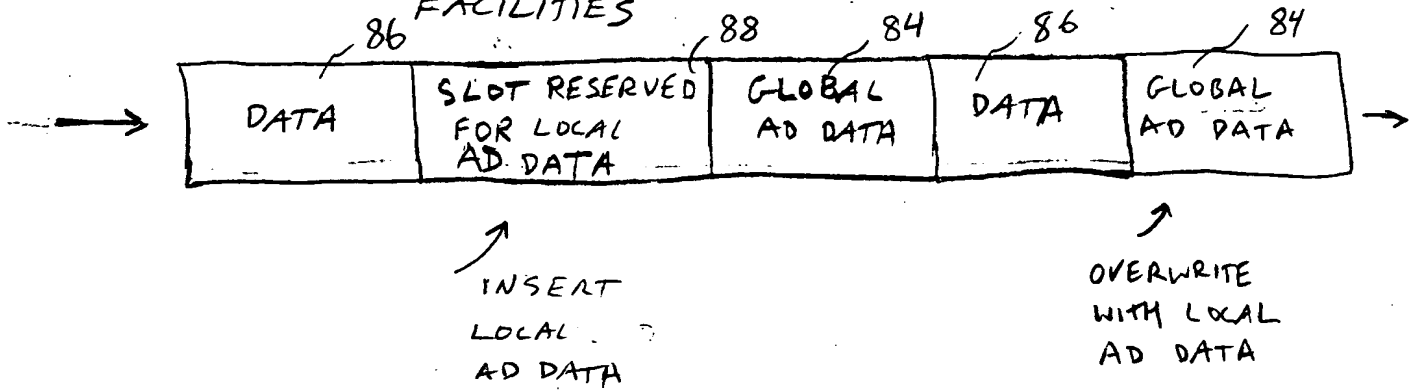 FACILITIES
86
88
84
86
84
DATA
SLOT RESERVED
FOR LOCAL
AD DATA
GLOBAL
AD DATA
DATA
GLOBAL
AD DATA
INSERT
LOCAL
AD DATA
OVERWRITE
WITH LOCAL
AD DATA